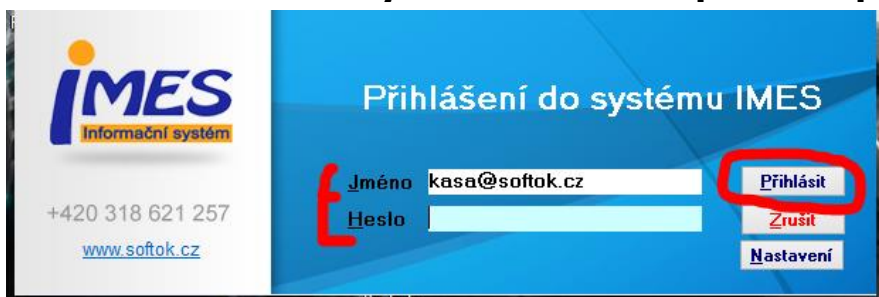 iMES
Informační systém
+420 318 621 257
www.softok.cz
Přihlášení do systému IMES
Jméno kasa@softok.cz Přihlásit
Heslo Zrušit
Nastavení